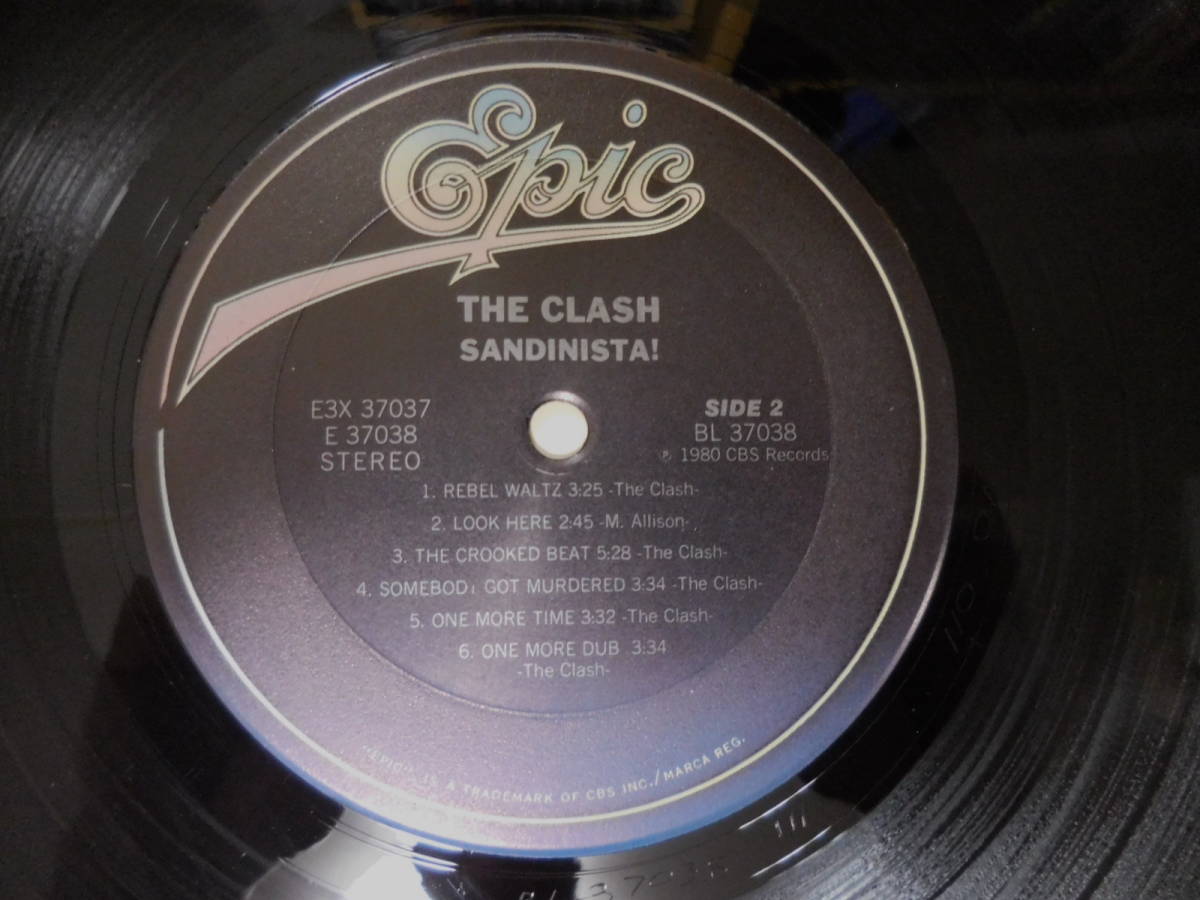 Epic
THE CLASH
SANDINISTA!
E3X 37037
E 37038
STEREO
SIDE 2
BL 37038
℗ 1980 CBS Records
1. REBEL WALTZ 3:25 -The Clash-
2. LOOK HERE 2:45 -M. Allison-
3. THE CROOKED BEAT 5:28 -The Clash-
4. SOMEBODY GOT MURDERED 3:34 -The Clash-
5. ONE MORE TIME 3:32 -The Clash-
6. ONE MORE DUB 3:34
-The Clash-
"EPIC" IS A TRADEMARK OF CBS INC./MARCA REG.